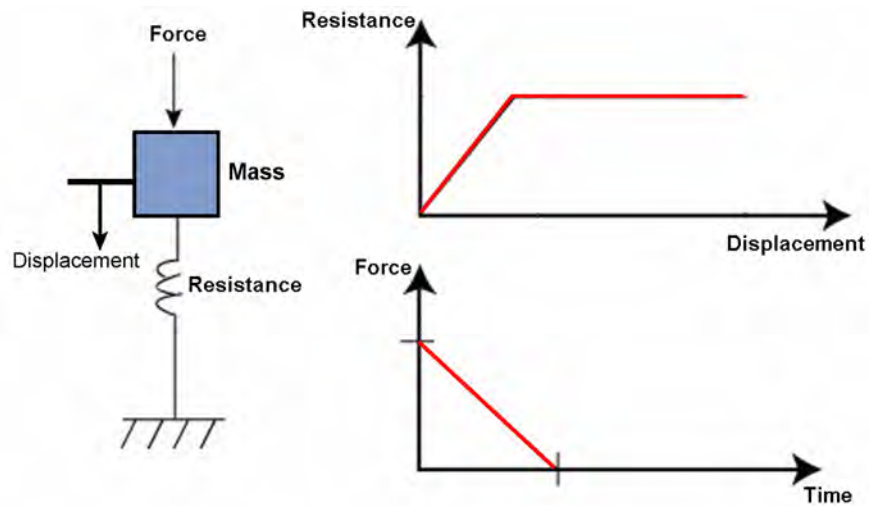 Force
Mass
Displacement
Resistance
Resistance
Displacement
Force
Time